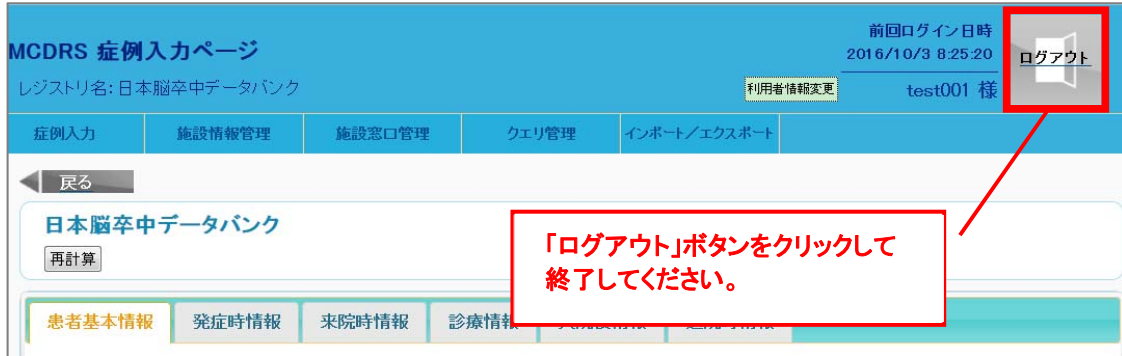 前回ログイン日時
MCDRS 症例入力ページ
2016/10/3 8:25:20
ログアウト
レジストリ名:日本脳卒中データバンク
利用者情報変更
test001 様
症例入力 施設情報管理 施設窓口管理 クエリ管理 インポート/エクスポート
戻る
日本脳卒中データバンク
再計算
「ログアウト」ボタンをクリックして
終了してください。
患者基本情報 発症時情報 来院時情報 診療情報